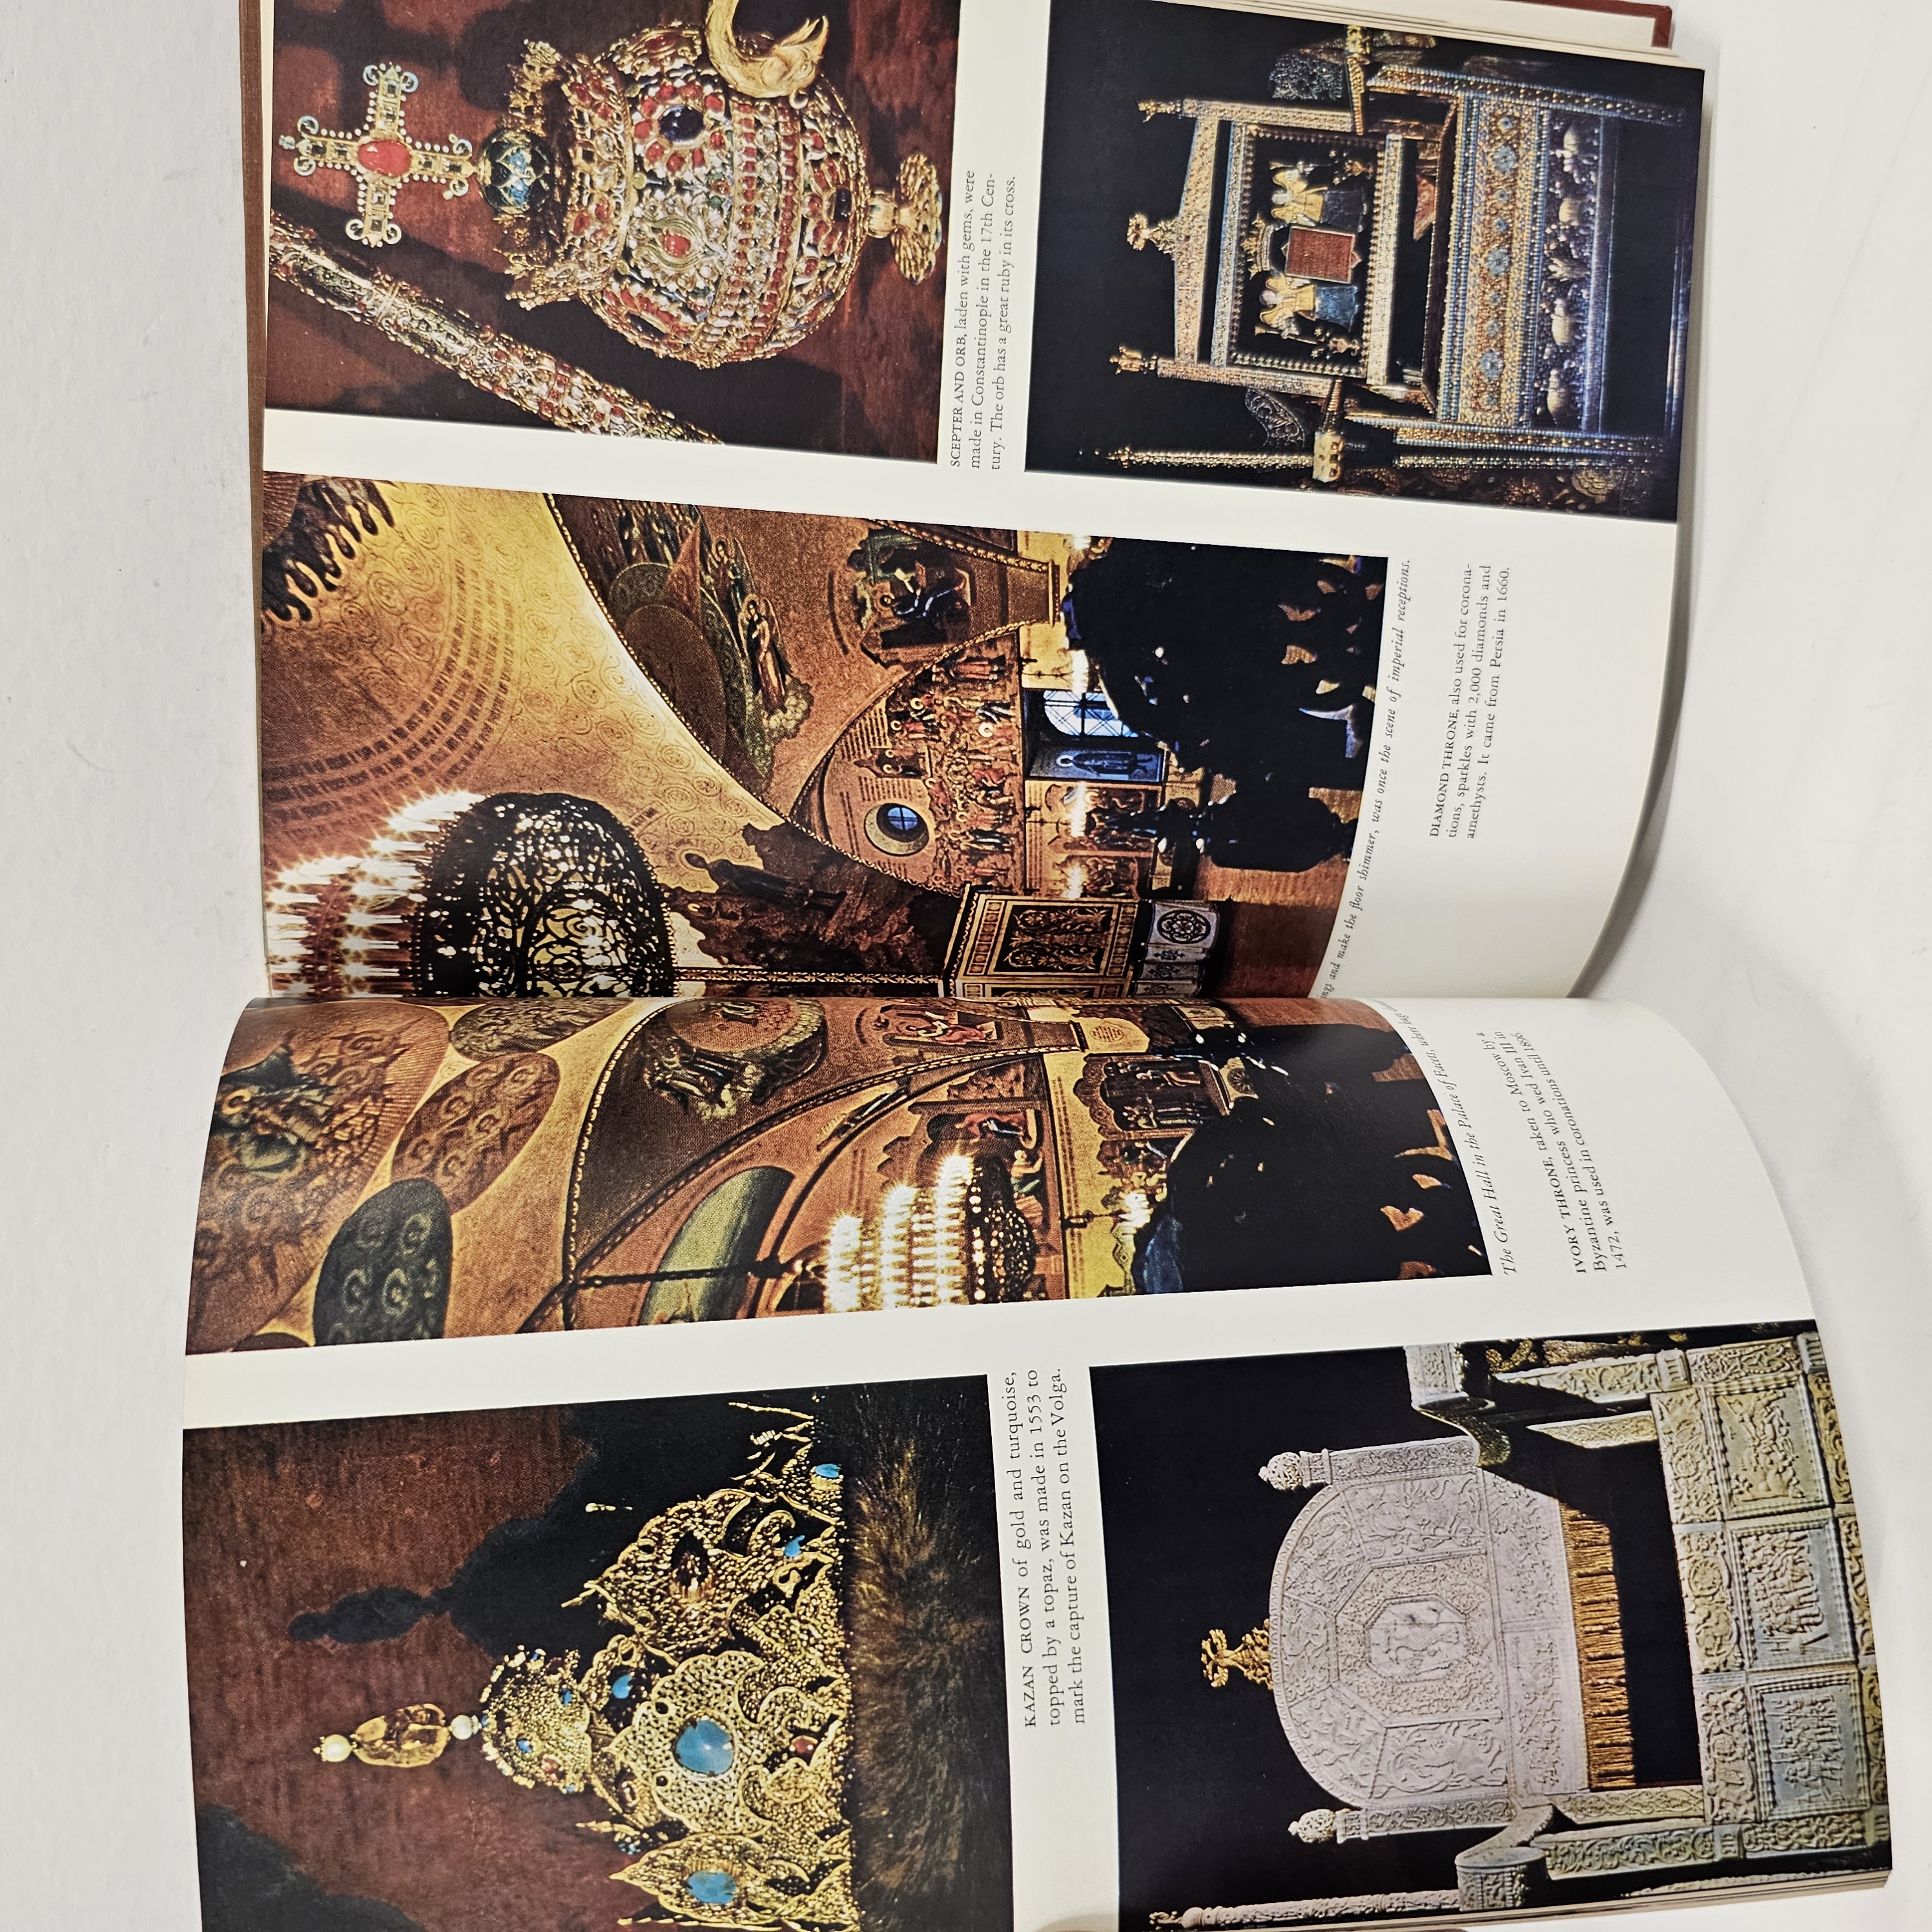 KAZAN CROWN of gold and turquoise,
topped by a topaz, was made in 1553 to
mark the capture of Kazan on the Volga.
The Great Hall in the Palace of Facets, where huge
IVORY THRONE, taken to Moscow by a
Byzantine princess who wed Ivan III in
1472, was used in coronations until 1896.
and make the floor shimmer, was once the scene of imperial receptions.
DIAMOND THRONE, also used for corona-
tions, sparkles with 2,000 diamonds and
amethysts. It came from Persia in 1660.
SCEPTER AND ORB, laden with gems, were
made in Constantinople in the 17th Cen-
tury. The orb has a great ruby in its cross.